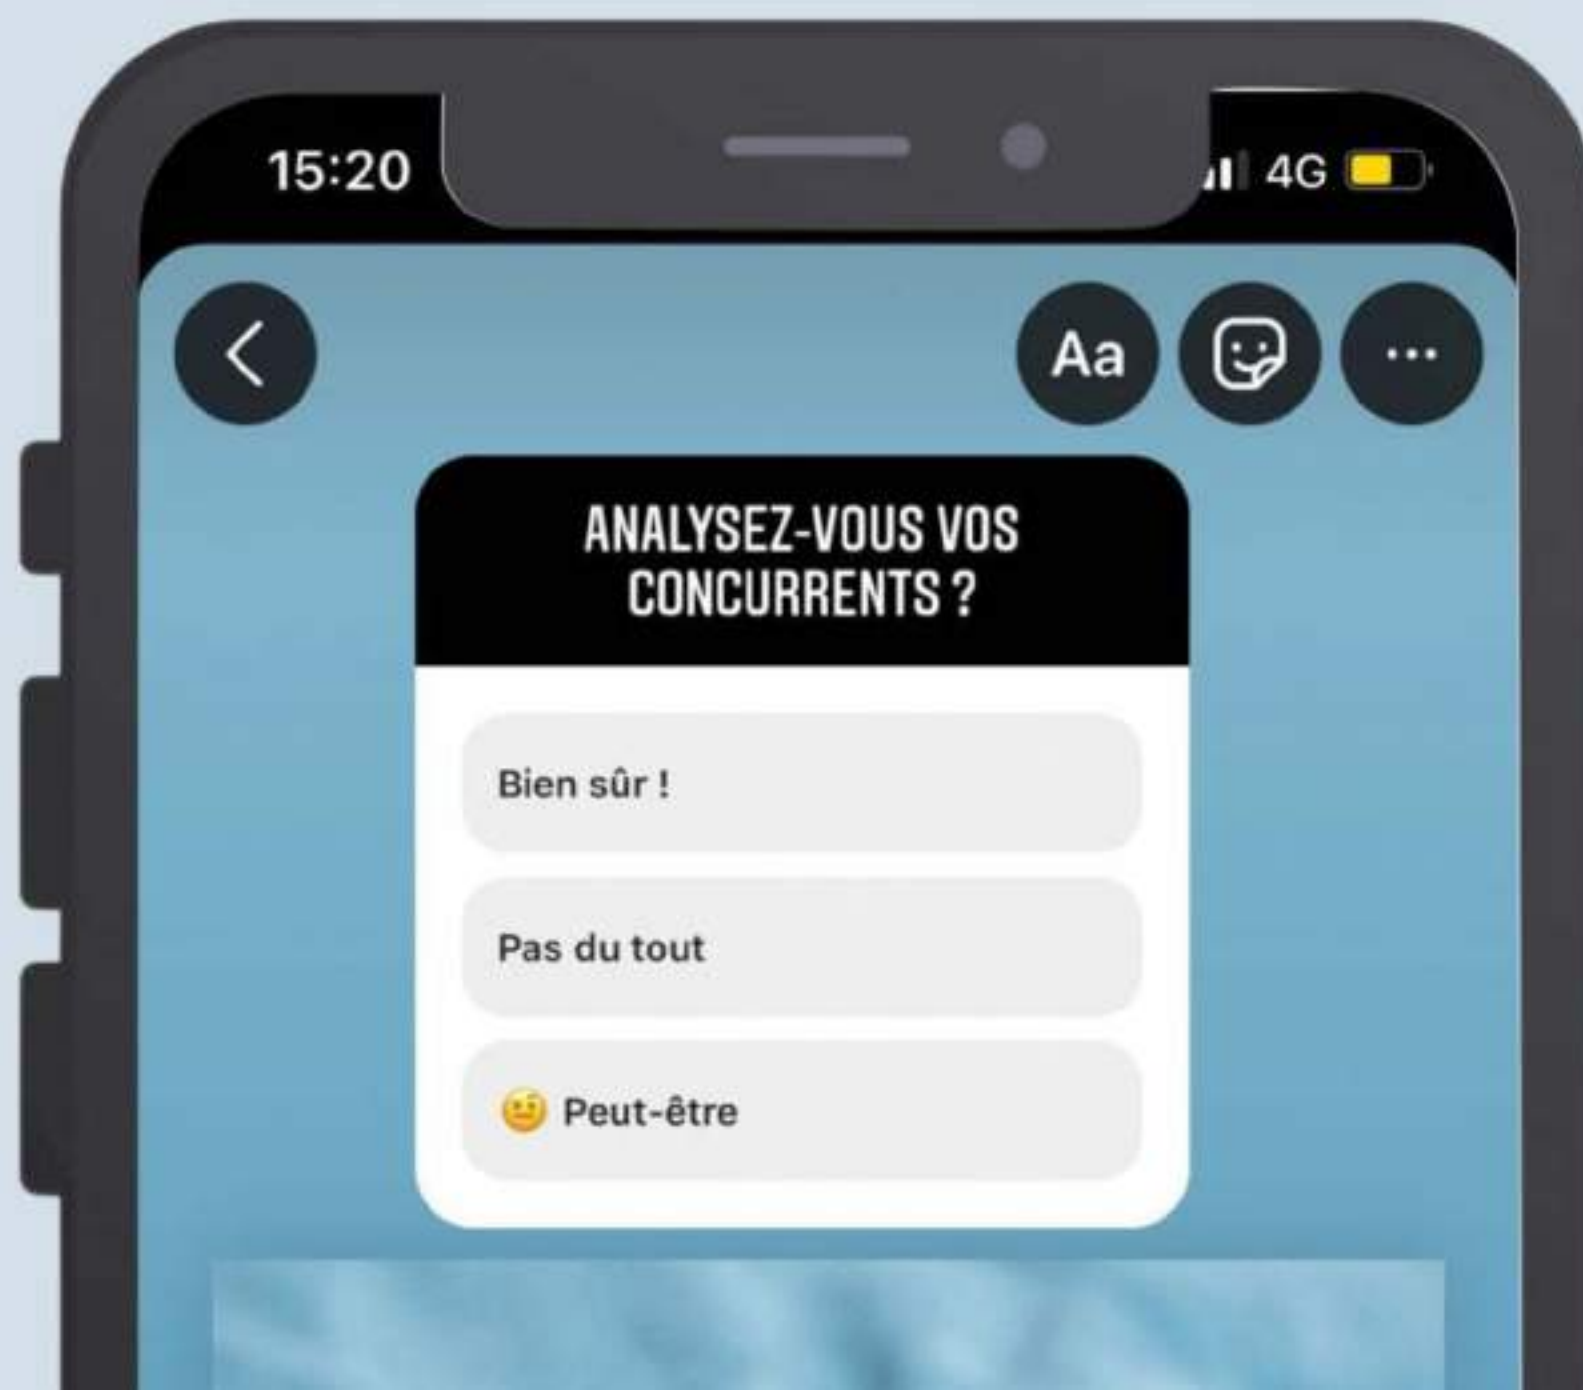 15:20
4G
Aa
ANALYSEZ-VOUS VOS
CONCURRENTS ?
Bien sûr !
Pas du tout
🤨 Peut-être